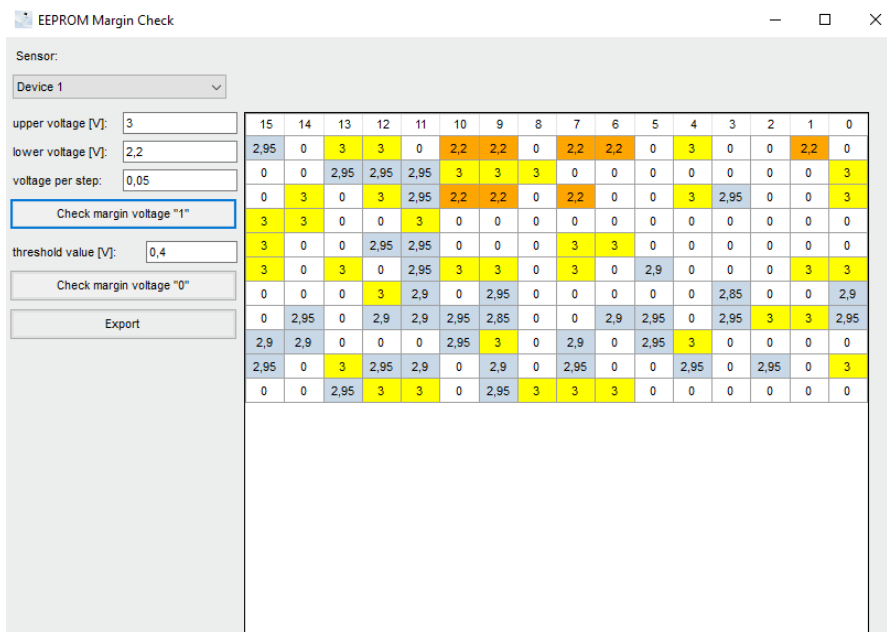 EEPROM Margin Check
Sensor:
Device 1
upper voltage [V]: 3
lower voltage [V]: 2,2
voltage per step: 0,05
Check margin voltage "1"
threshold value [V]: 0,4
Check margin voltage "0"
Export
15 14 13 12 11 10 9 8 7 6 5 4 3 2 1 0
2,95 0 3 3 0 2,2 2,2 0 2,2 2,2 0 3 0 0 2,2 0
0 0 2,95 2,95 2,95 3 3 3 0 0 0 0 0 0 0 3
0 3 0 3 2,95 2,2 2,2 0 2,2 0 0 3 2,95 0 0 3
3 3 0 0 3 0 0 0 0 0 0 0 0 0 0 0
3 0 0 2,95 2,95 0 0 0 3 3 0 0 0 0 0 0
3 0 3 0 2,95 3 3 0 3 0 2,9 0 0 0 3 3
0 0 0 3 2,9 0 2,95 0 0 0 0 0 2,85 0 0 2,9
0 2,95 0 2,9 2,9 2,95 2,85 0 0 2,9 2,95 0 2,95 3 3 2,95
2,9 2,9 0 0 0 2,95 3 0 2,9 0 2,95 3 0 0 0 0
2,95 0 3 2,95 2,9 0 2,9 0 2,95 0 0 2,95 0 2,95 0 3
0 0 2,95 3 3 0 2,95 3 3 3 0 0 0 0 0 0